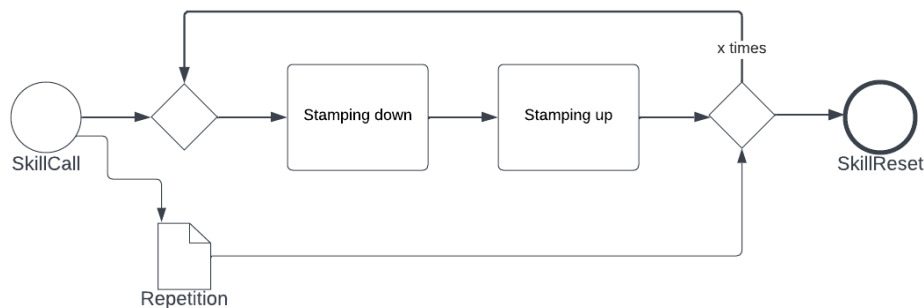 x times
Stamping down
Stamping up
SkillCall
SkillReset
Repetition